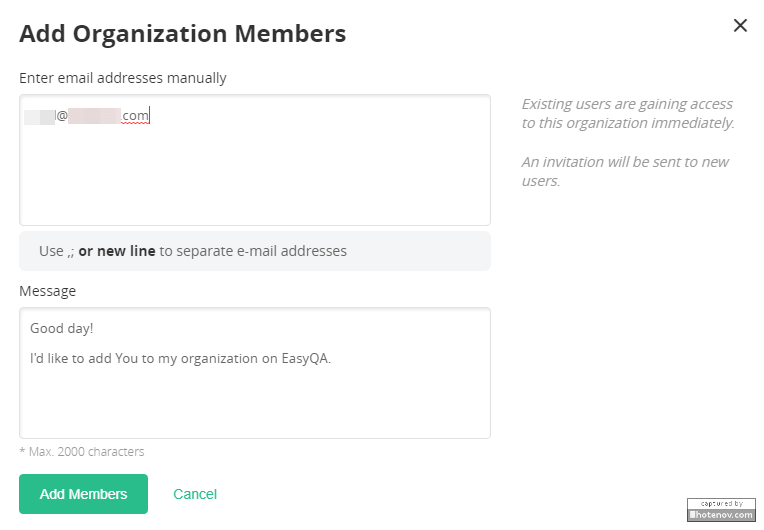 Add Organization Members
Enter email addresses manually
@ .com
Existing users are gaining access
to this organization immediately.
An invitation will be sent to new
users.
Use ,; or new line to separate e-mail addresses
Message
Good day!
I'd like to add You to my organization on EasyQA.
* Max. 2000 characters
Add Members
Cancel
captured by
hotenov.com